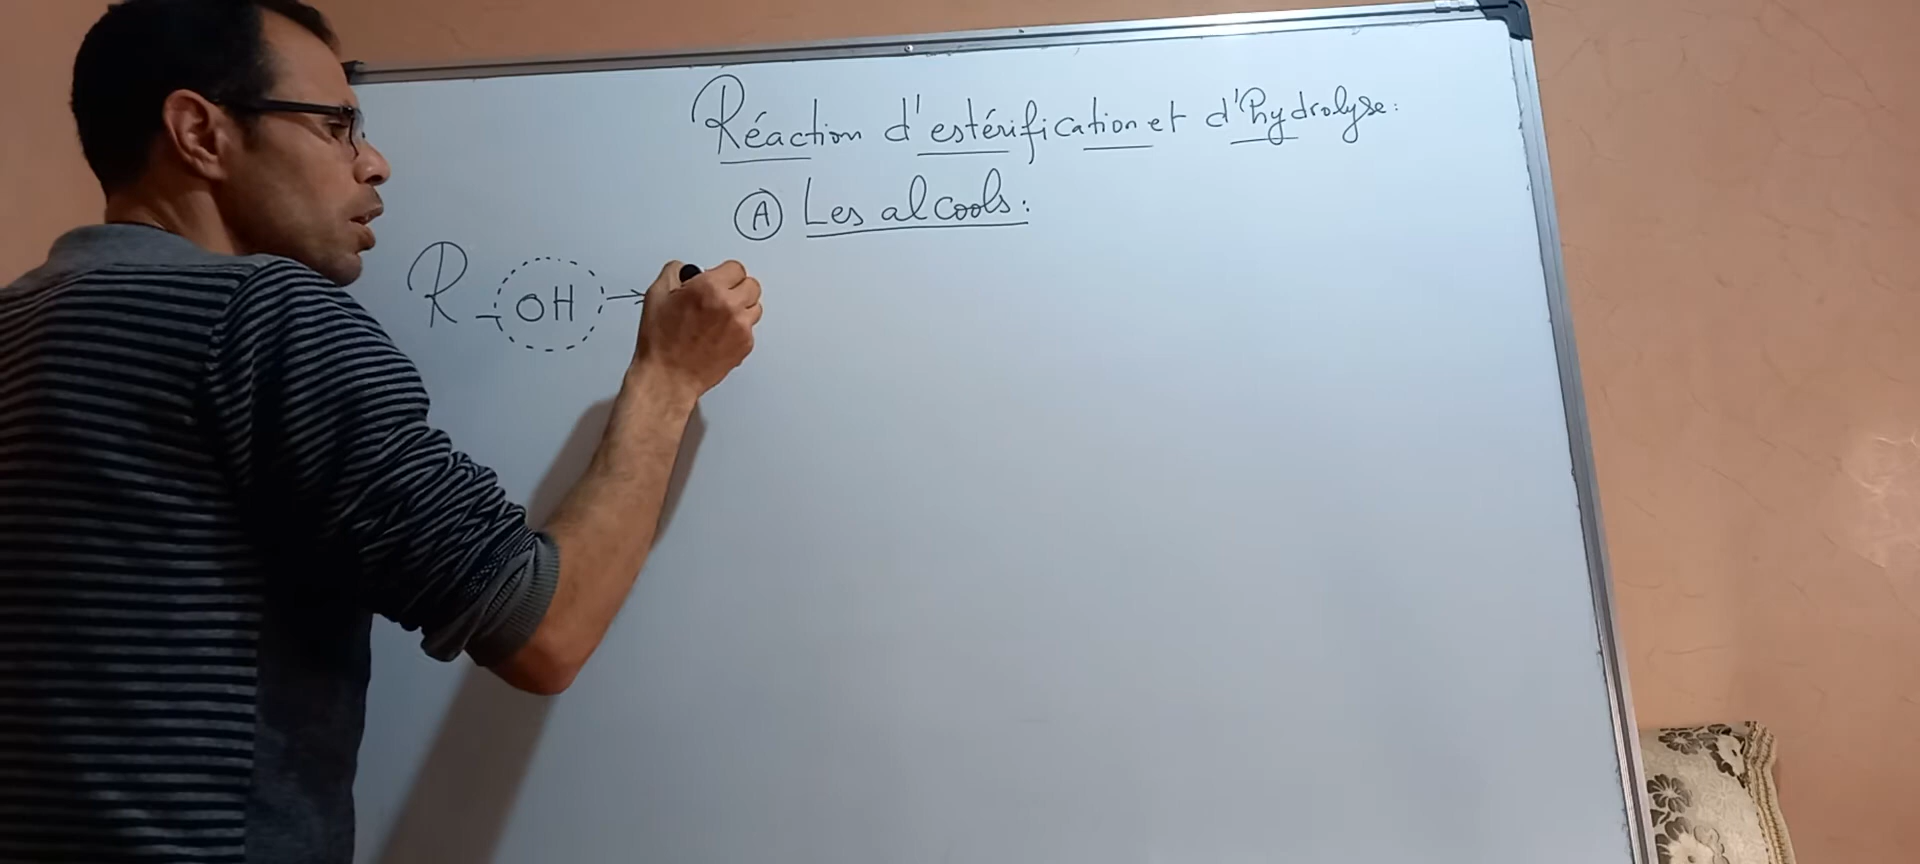 Réaction d'estérification et d'hydrolyse:
A Les alcools:
R - OH →